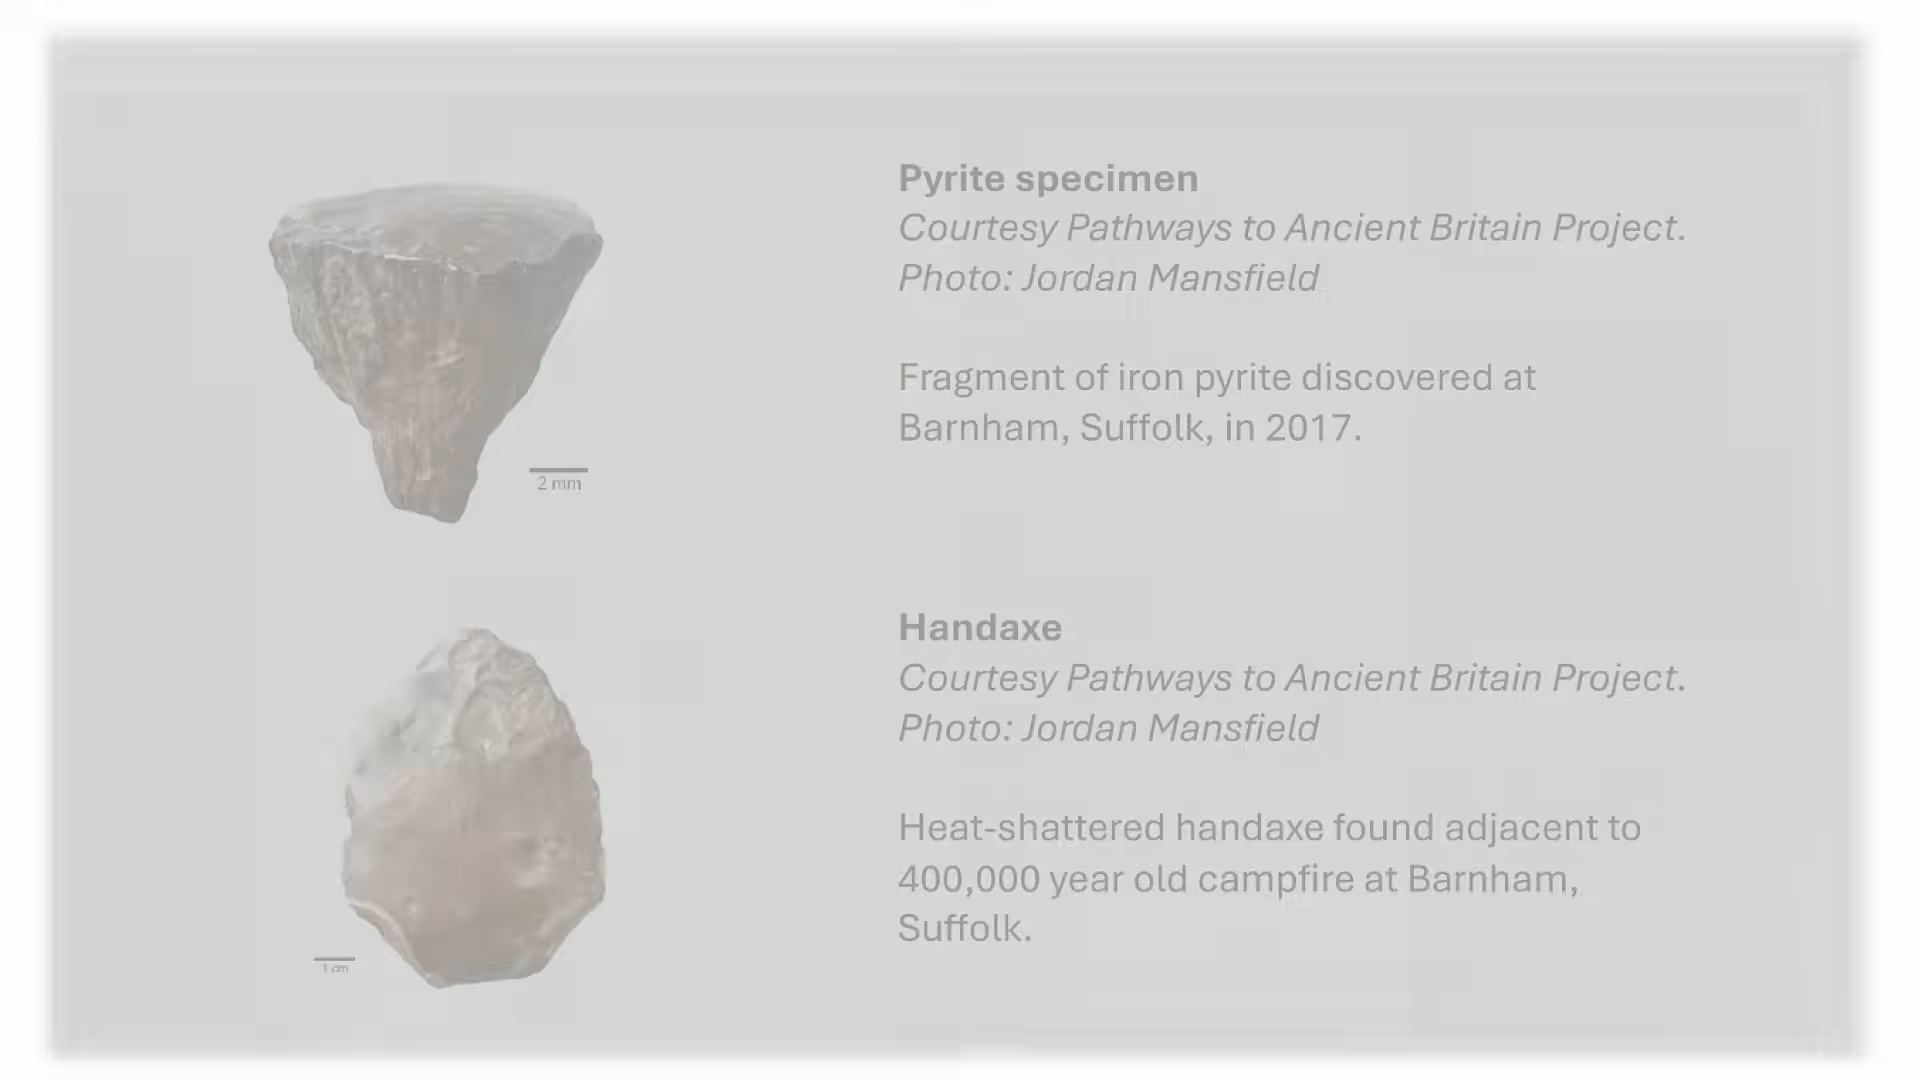 Pyrite specimen
Courtesy Pathways to Ancient Britain Project.
Photo: Jordan Mansfield
Fragment of iron pyrite discovered at
Barnham, Suffolk, in 2017.
2 mm
Handaxe
Courtesy Pathways to Ancient Britain Project.
Photo: Jordan Mansfield
Heat-shattered handaxe found adjacent to
400,000 year old campfire at Barnham,
Suffolk.
1 cm